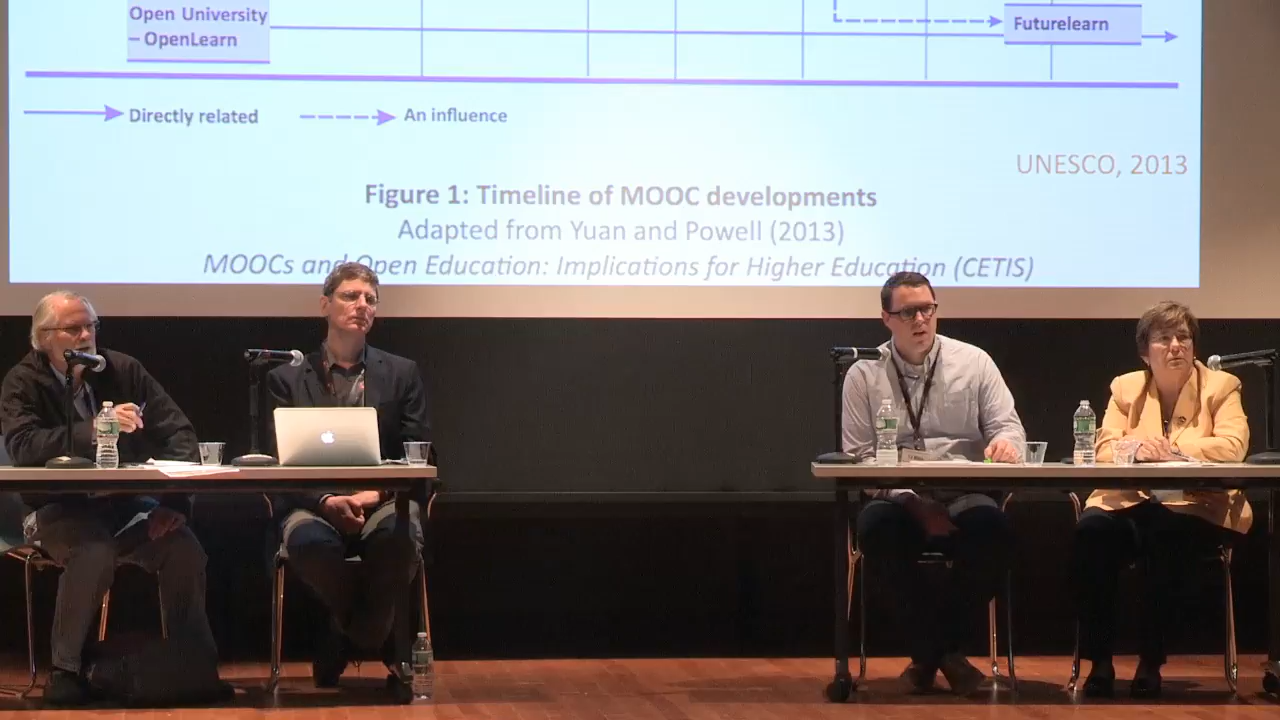 Open University
– OpenLearn
Futurelearn
Directly related
An influence
UNESCO, 2013
Figure 1: Timeline of MOOC developments
Adapted from Yuan and Powell (2013)
MOOCs and Open Education: Implications for Higher Education (CETIS)